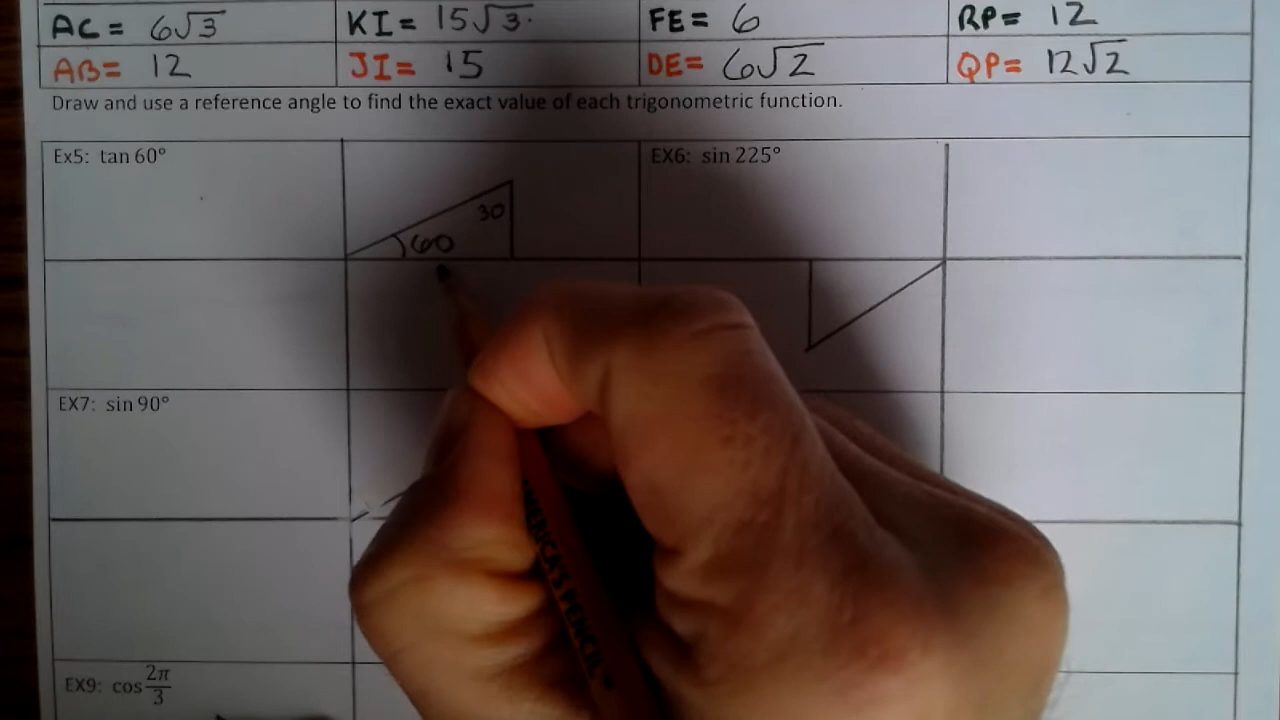 AC = 6√3 KI = 15√3 FE = 6 RP = 12
AB = 12 JI = 15 DE = 6√2 QP = 12√2
Draw and use a reference angle to find the exact value of each trigonometric function.
Ex5: tan 60° EX6: sin 225°
30
60
EX7: sin 90°
AMERICA'S PENCIL
EX9: cos 2π/3